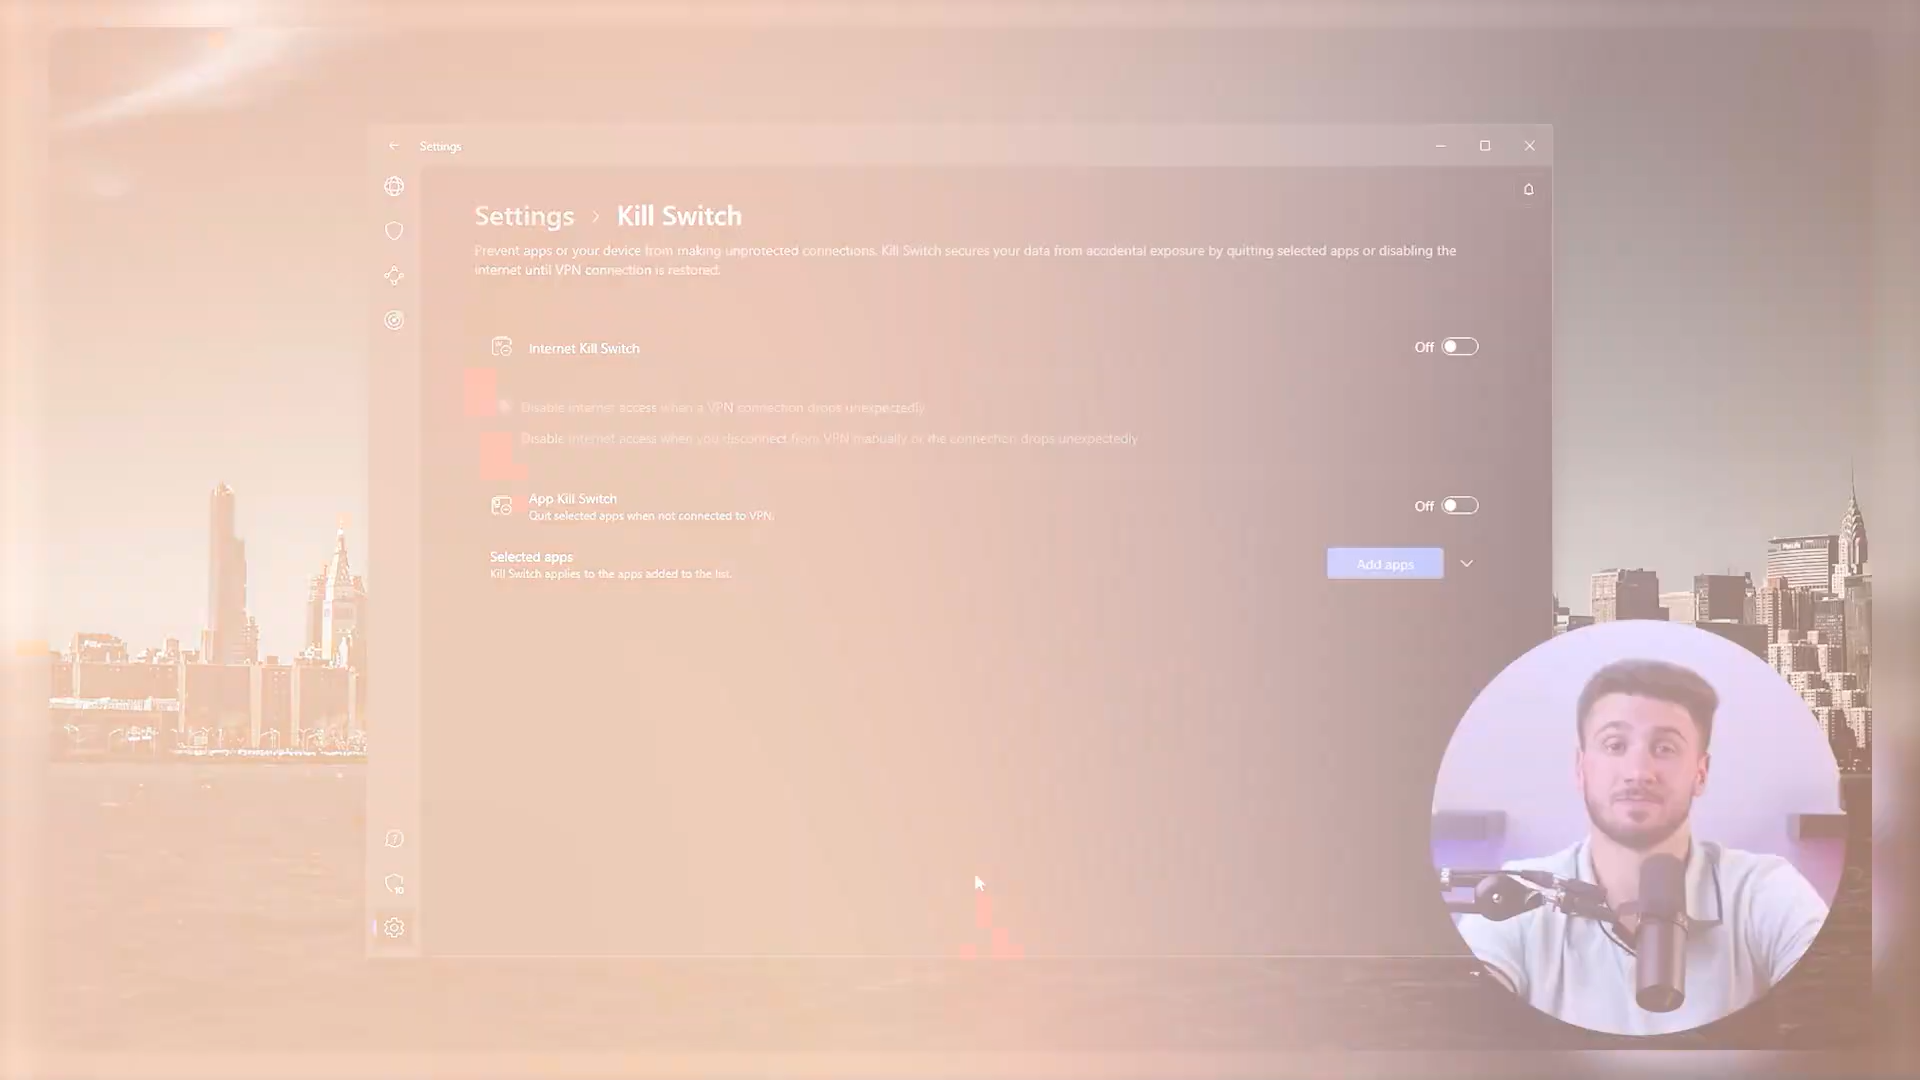 Settings
Settings > Kill Switch
Prevent apps or your device from making unprotected connections. Kill Switch secures your data from accidental exposure by quitting selected apps or disabling the
internet until VPN connection is restored.
Internet Kill Switch
Off
Disable internet access when a VPN connection drops unexpectedly
Disable internet access when you disconnect from VPN manually or the connection drops unexpectedly
App Kill Switch
Off
Quit selected apps when not connected to VPN.
Selected apps
Add apps
Kill Switch applies to the apps added to the list.
10